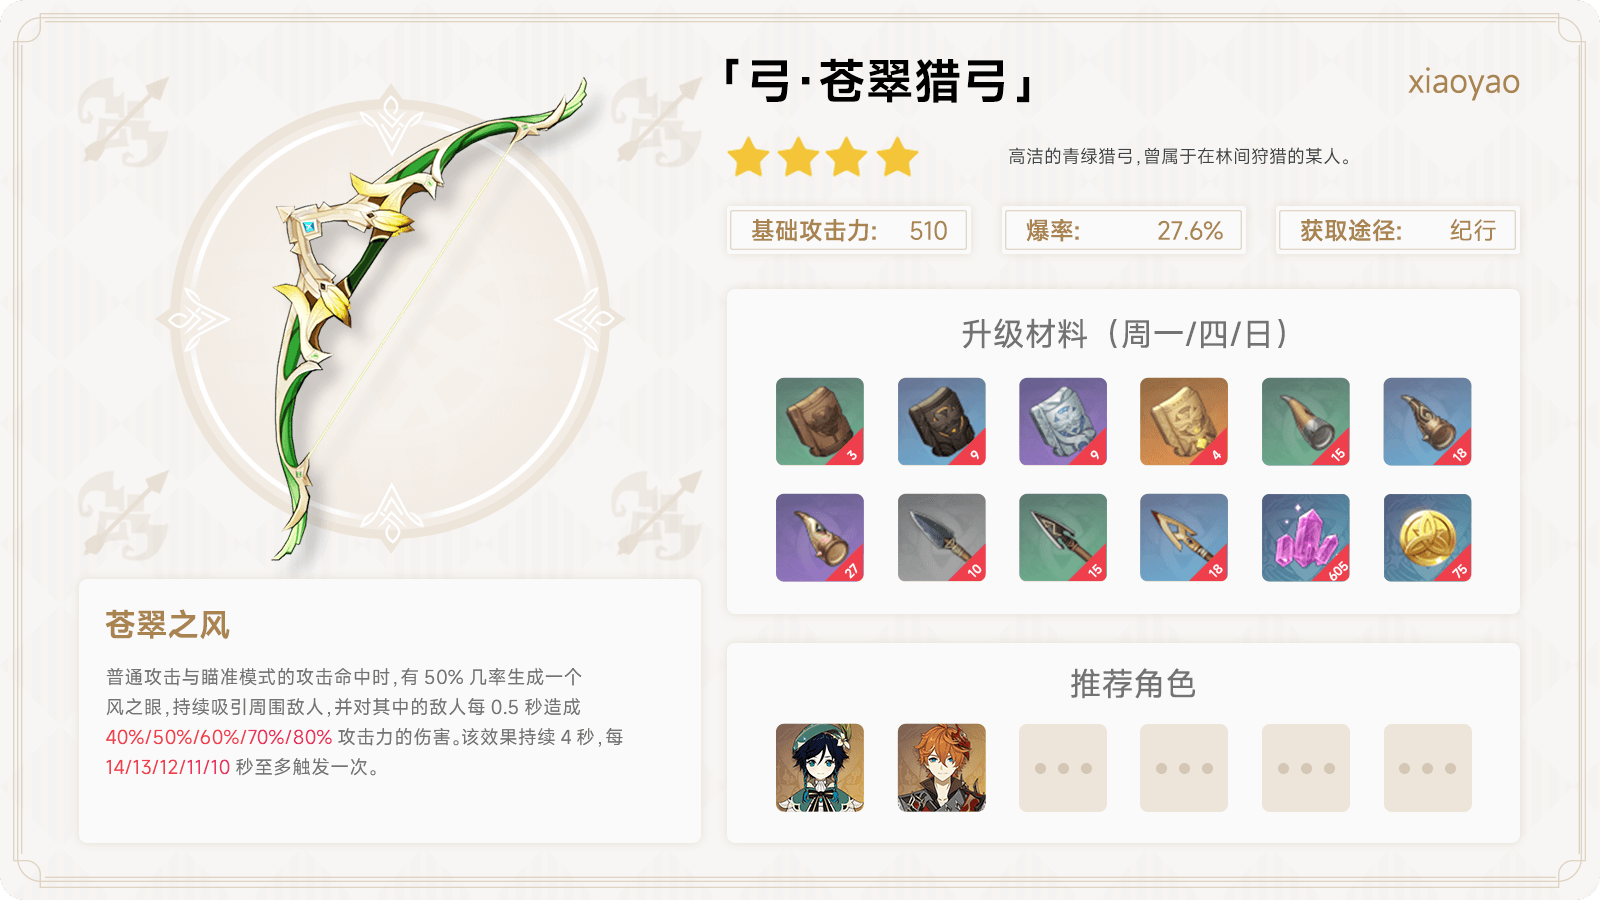 「弓·苍翠猎弓」
xiaoyao
高洁的青绿猎弓,曾属于在林间狩猎的某人。
基础攻击力: 510
爆率: 27.6%
获取途径: 纪行
升级材料（周一/四/日）
3
9
9
4
15
18
27
10
15
18
605
75
苍翠之风
普通攻击与瞄准模式的攻击命中时,有 50% 几率生成一个
风之眼,持续吸引周围敌人,并对其中的敌人每 0.5 秒造成
40%/50%/60%/70%/80% 攻击力的伤害。该效果持续 4 秒,每
14/13/12/11/10 秒至多触发一次。
推荐角色